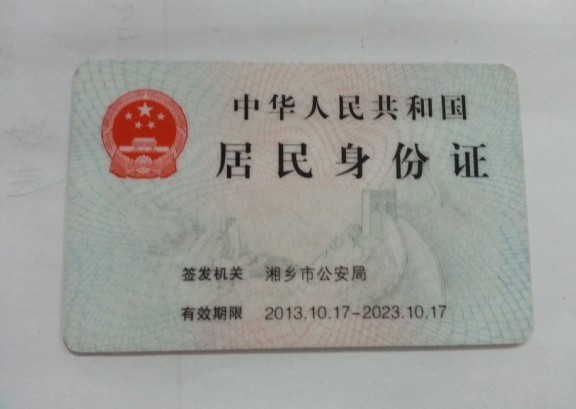 中华人民共和国
居民身份证
签发机关 湘乡市公安局
有效期限 2013.10.17-2023.10.17